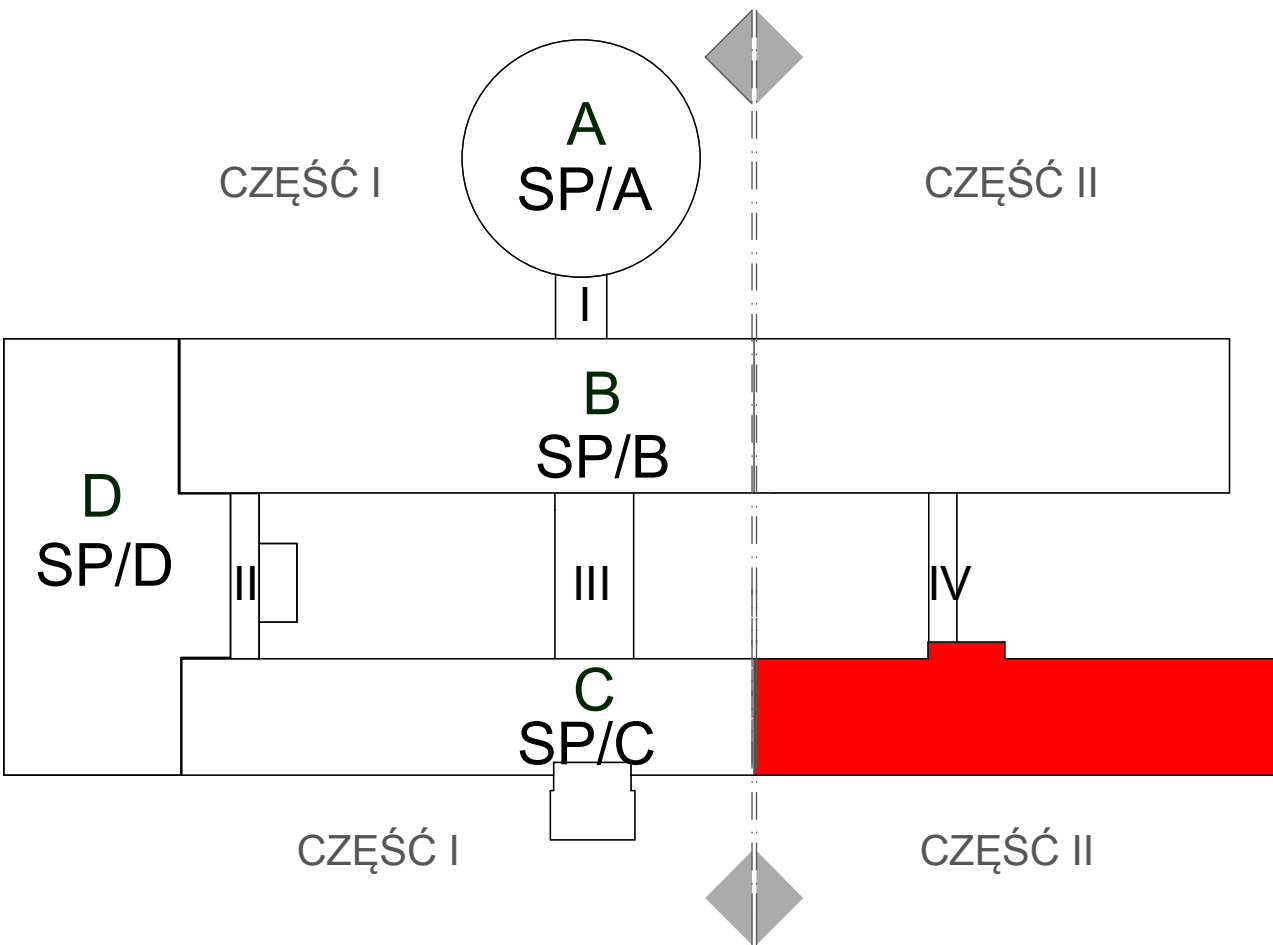 A
SP/A
CZĘŚĆ I
CZĘŚĆ II
I
B
SP/B
D
SP/D
II
III
IV
C
SP/C
CZĘŚĆ I
CZĘŚĆ II